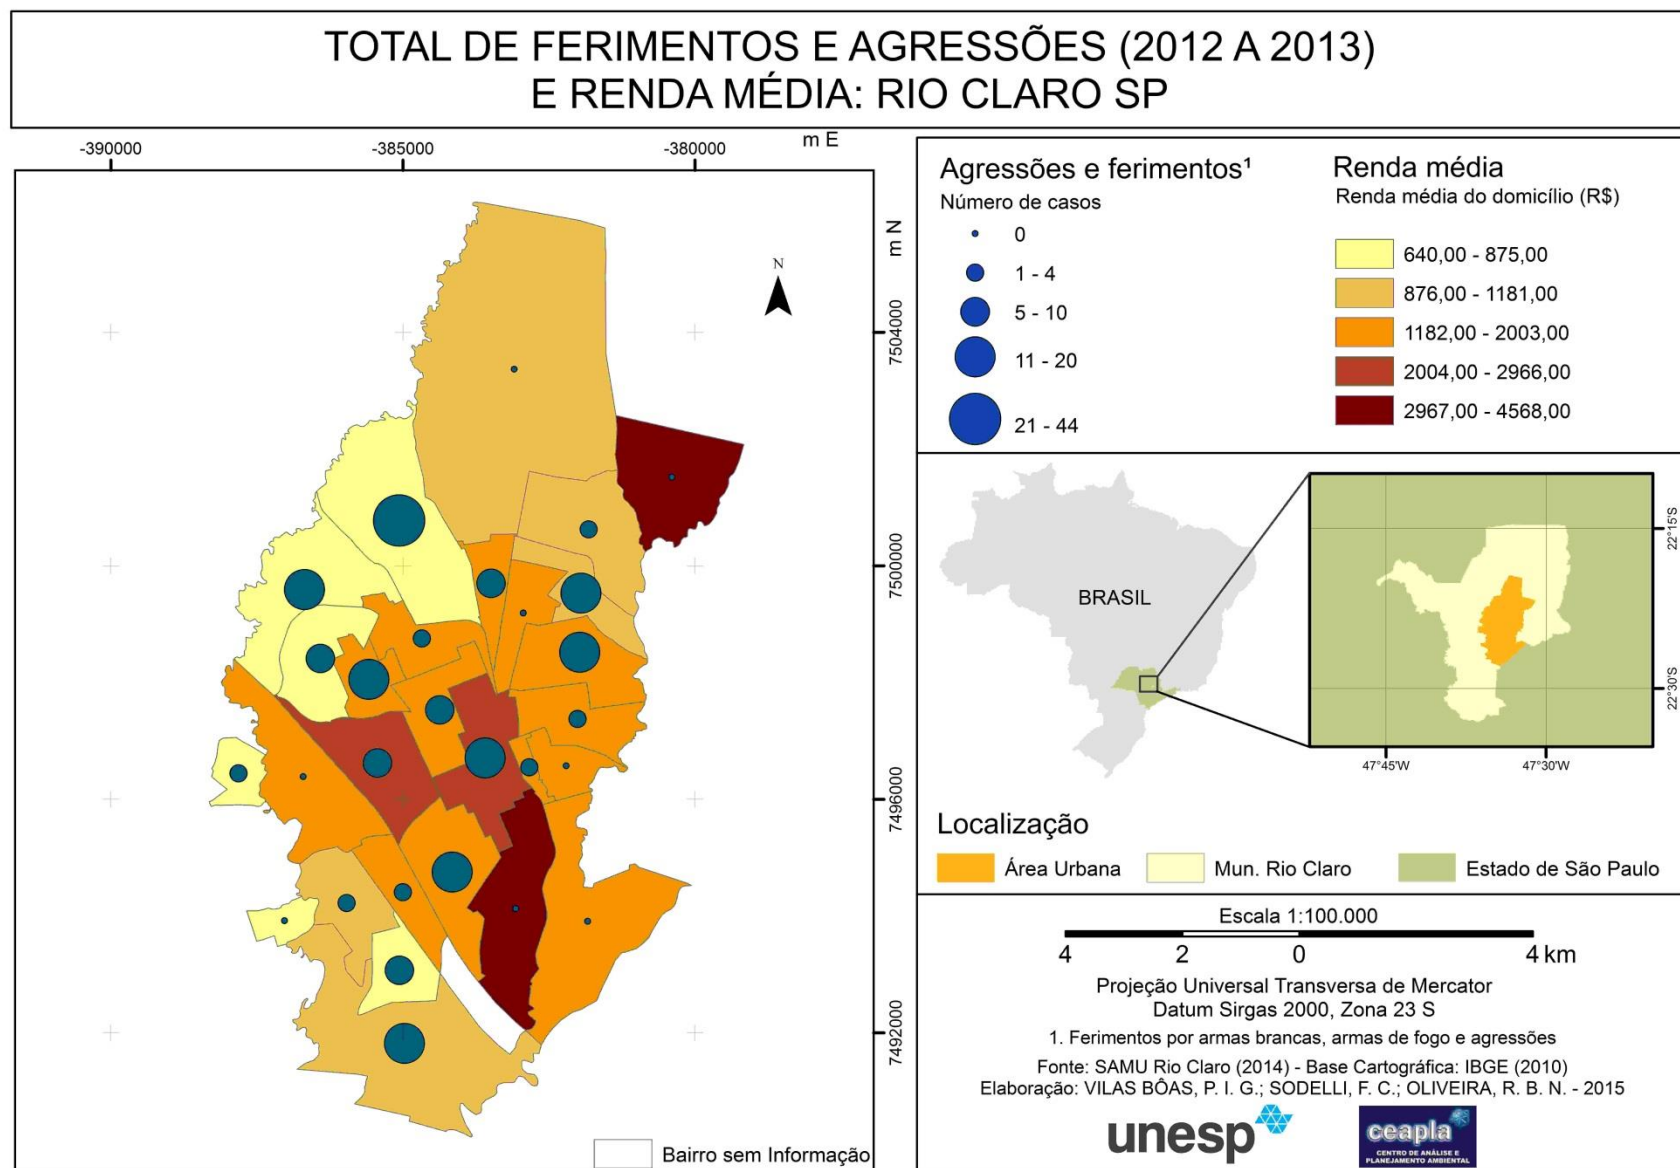 TOTAL DE FERIMENTOS E AGRESSÕES (2012 A 2013)
E RENDA MÉDIA: RIO CLARO SP
-390000
-385000
-380000
m E
m N
7504000
7500000
7496000
7492000
N
Bairro sem Informação
Agressões e ferimentos¹
Número de casos
0
1 - 4
5 - 10
11 - 20
21 - 44
Renda média
Renda média do domicílio (R$)
640,00 - 875,00
876,00 - 1181,00
1182,00 - 2003,00
2004,00 - 2966,00
2967,00 - 4568,00
BRASIL
22°15'S
22°30'S
47°45'W
47°30'W
Localização
Área Urbana
Mun. Rio Claro
Estado de São Paulo
Escala 1:100.000
4 2 0 4 km
Projeção Universal Transversa de Mercator
Datum Sirgas 2000, Zona 23 S
1. Ferimentos por armas brancas, armas de fogo e agressões
Fonte: SAMU Rio Claro (2014) - Base Cartográfica: IBGE (2010)
Elaboração: VILAS BÔAS, P. I. G.; SODELLI, F. C.; OLIVEIRA, R. B. N. - 2015
unesp
ceapla
CENTRO DE ANÁLISE E
PLANEJAMENTO AMBIENTAL